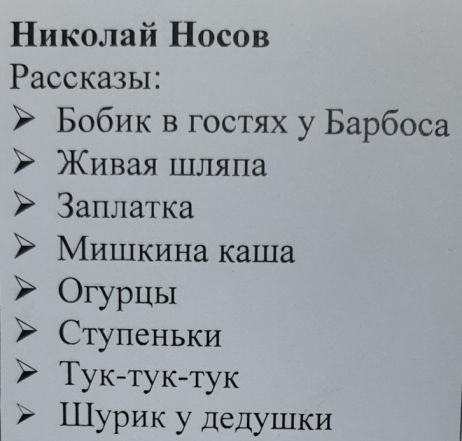 Николай Носов
Рассказы:
➢ Бобик в гостях у Барбоса
➢ Живая шляпа
➢ Заплатка
➢ Мишкина каша
➢ Огурцы
➢ Ступеньки
➢ Тук-тук-тук
➢ Шурик у дедушки